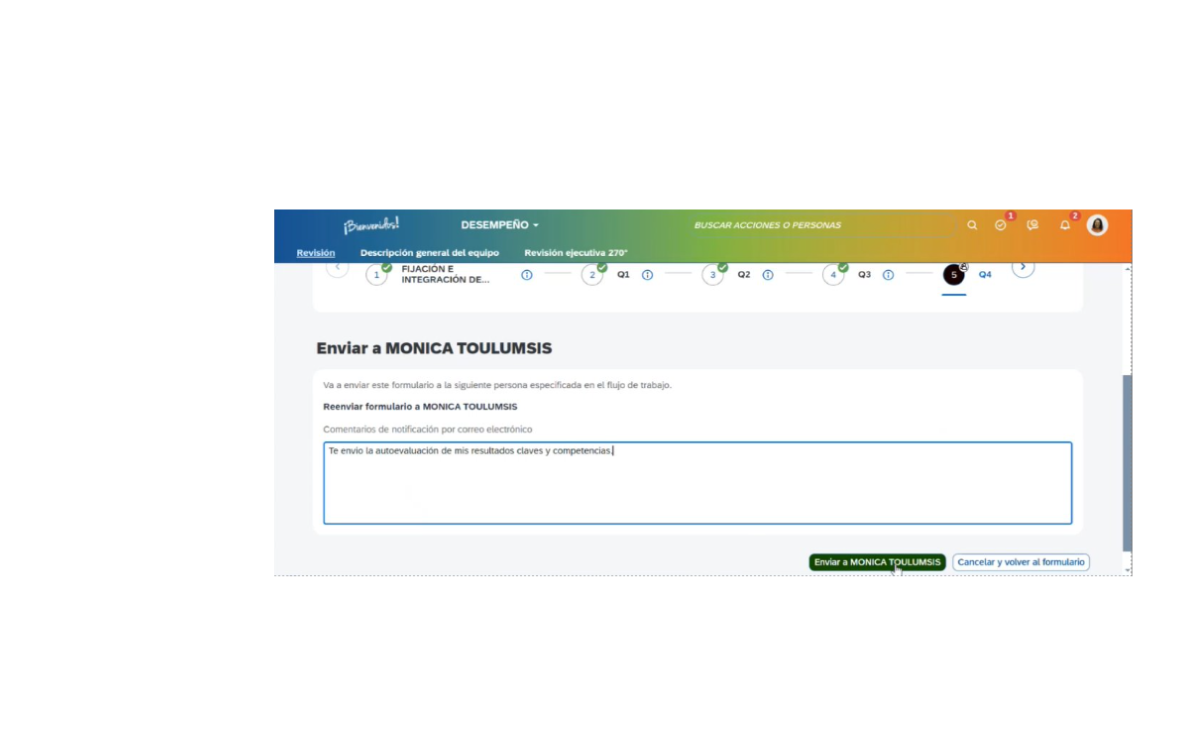 ¡Bienvenidos!
DESEMPEÑO
BUSCAR ACCIONES O PERSONAS
1
2
Revisión
Descripción general del equipo
Revisión ejecutiva 270°
1
FIJACIÓN E
INTEGRACIÓN DE...
2
Q1
3
Q2
4
Q3
5
Q4
Enviar a MONICA TOULUMSIS
Va a enviar este formulario a la siguiente persona especificada en el flujo de trabajo.
Reenviar formulario a MONICA TOULUMSIS
Comentarios de notificación por correo electrónico
Te envio la autoevaluación de mis resultados claves y competencias.
Enviar a MONICA TOULUMSIS
Cancelar y volver al formulario